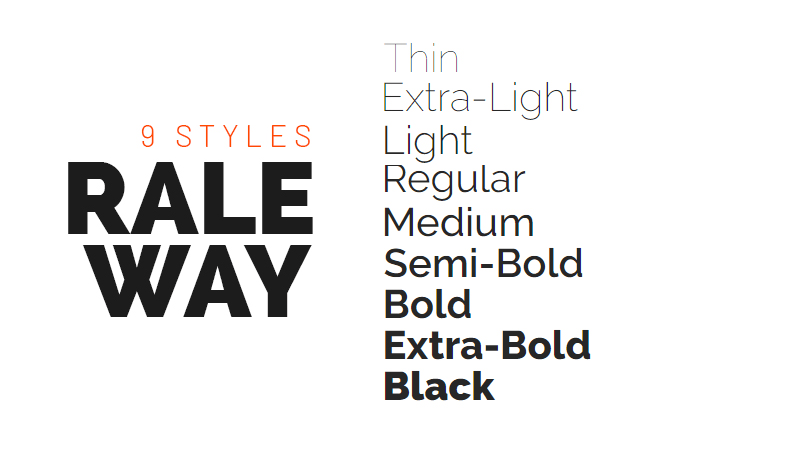 9 STYLES
RALE
WAY
Thin
Extra-Light
Light
Regular
Medium
Semi-Bold
Bold
Extra-Bold
Black